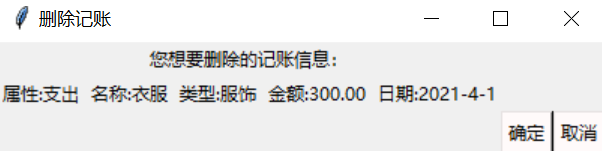 删除记账
您想要删除的记账信息：
属性:支出 名称:衣服 类型:服饰 金额:300.00 日期:2021-4-1
确定 取消